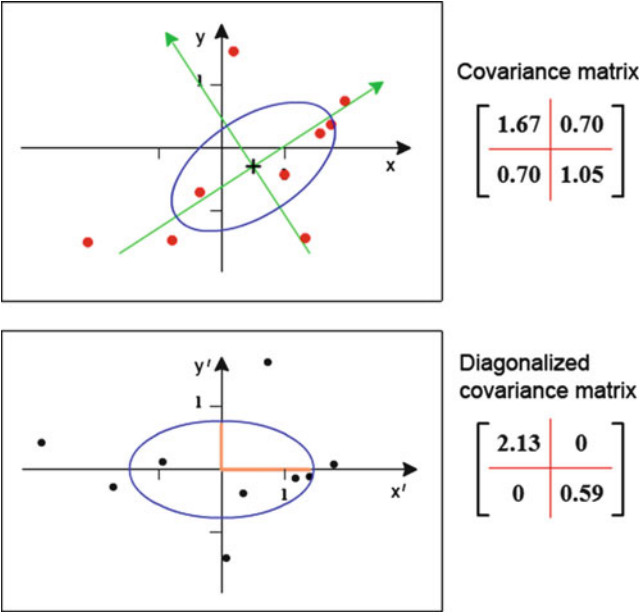 y
1
x
1
Covariance matrix
1.67 0.70
0.70 1.05
y'
1
x'
1
Diagonalized
covariance matrix
2.13 0
0 0.59